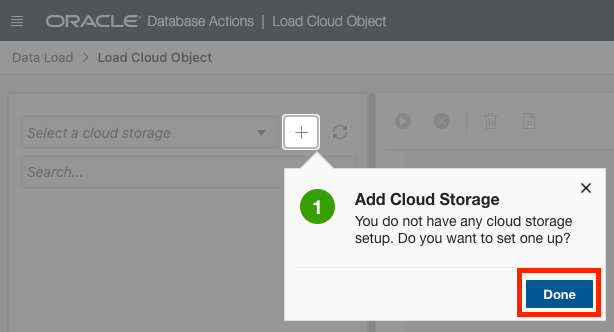 ORACLE Database Actions | Load Cloud Object
Data Load > Load Cloud Object
Select a cloud storage
Search...
1
Add Cloud Storage
You do not have any cloud storage
setup. Do you want to set one up?
Done